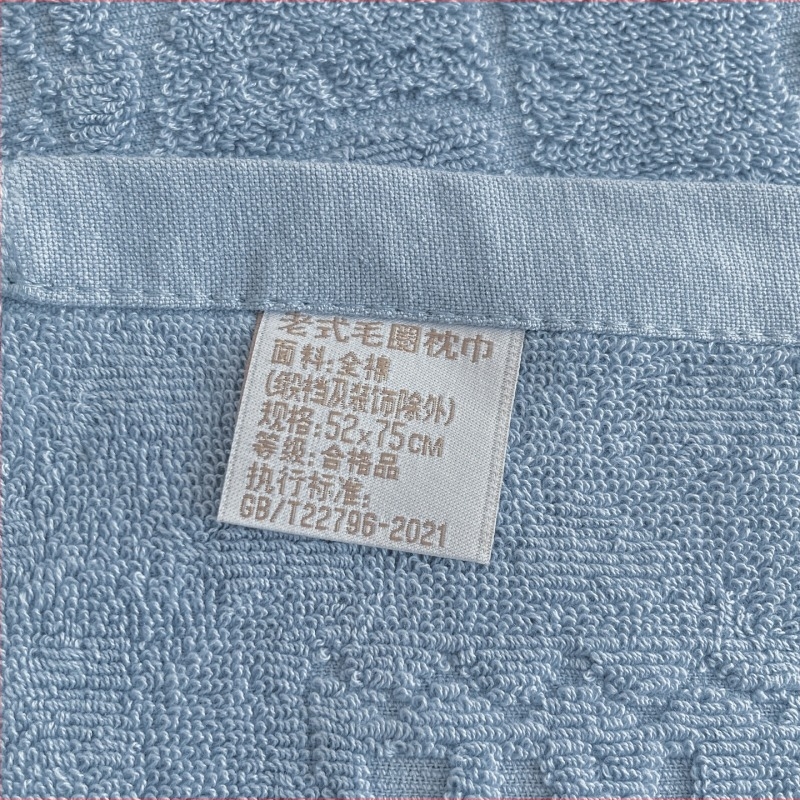 老式毛圈枕巾
面料:全棉
(缎档及装饰除外)
规格:52x75CM
等级:合格品
执行标准:
GB/T22796-2021